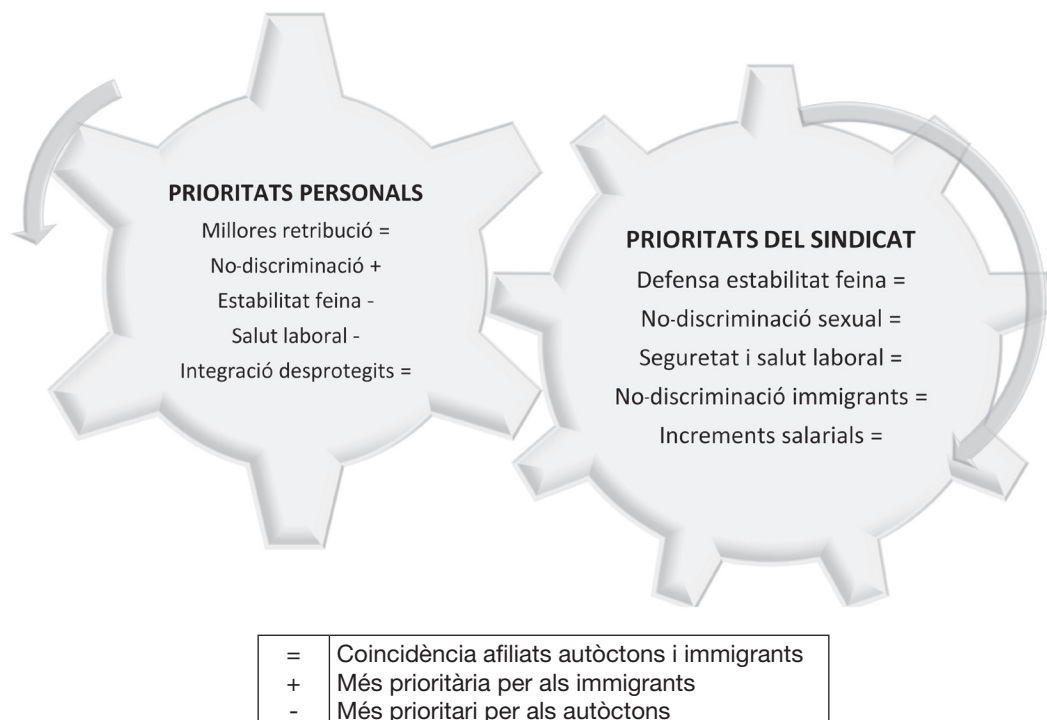 PRIORITATS PERSONALS
Millores retribució =
No-discriminació +
Estabilitat feina -
Salut laboral -
Integració desprotegits =
PRIORITATS DEL SINDICAT
Defensa estabilitat feina =
No-discriminació sexual =
Seguretat i salut laboral =
No-discriminació immigrants =
Increments salarials =
= Coincidència afiliats autòctons i immigrants
+ Més prioritària per als immigrants
- Més prioritari per als autòctons